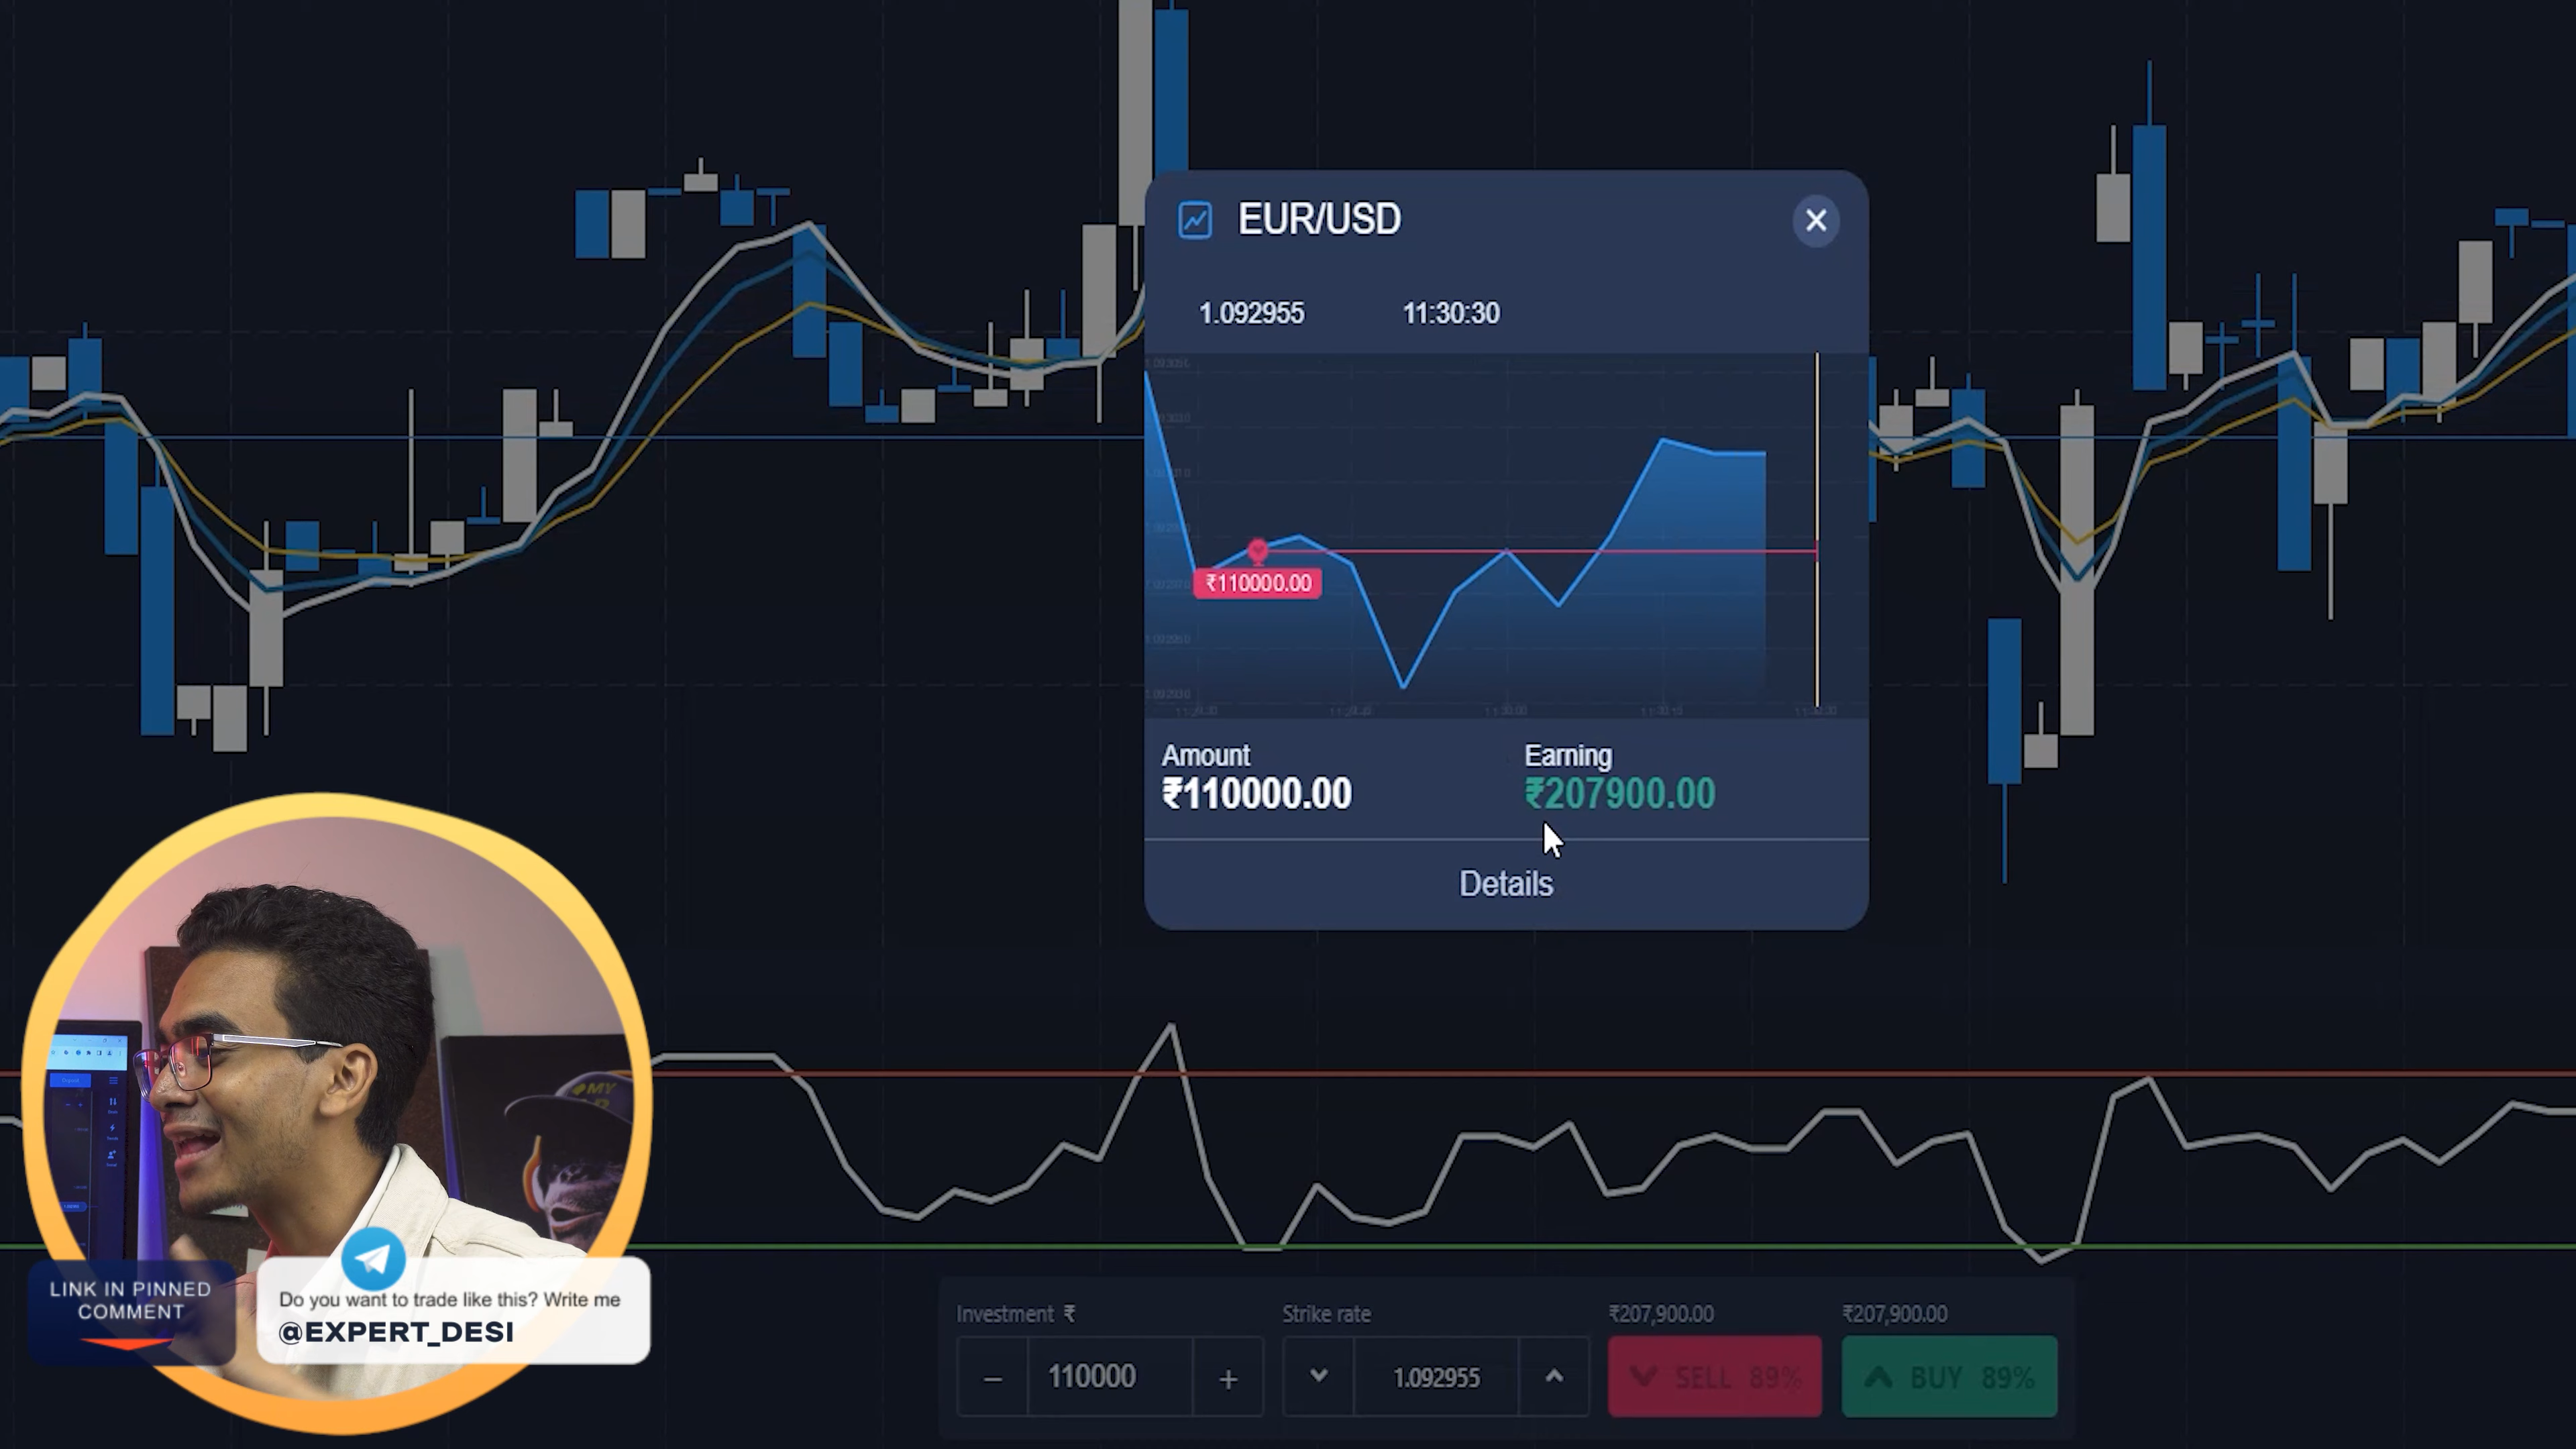 EUR/USD
1.092955 11:30:30
₹110000.00
Amount Earning
₹110000.00 ₹207900.00
Details
MY
LINK IN PINNED
COMMENT
Do you want to trade like this? Write me
@EXPERT_DESI
Investment ₹ Strike rate ₹207,900.00 ₹207,900.00
110000 1.092955 SELL 89% BUY 89%